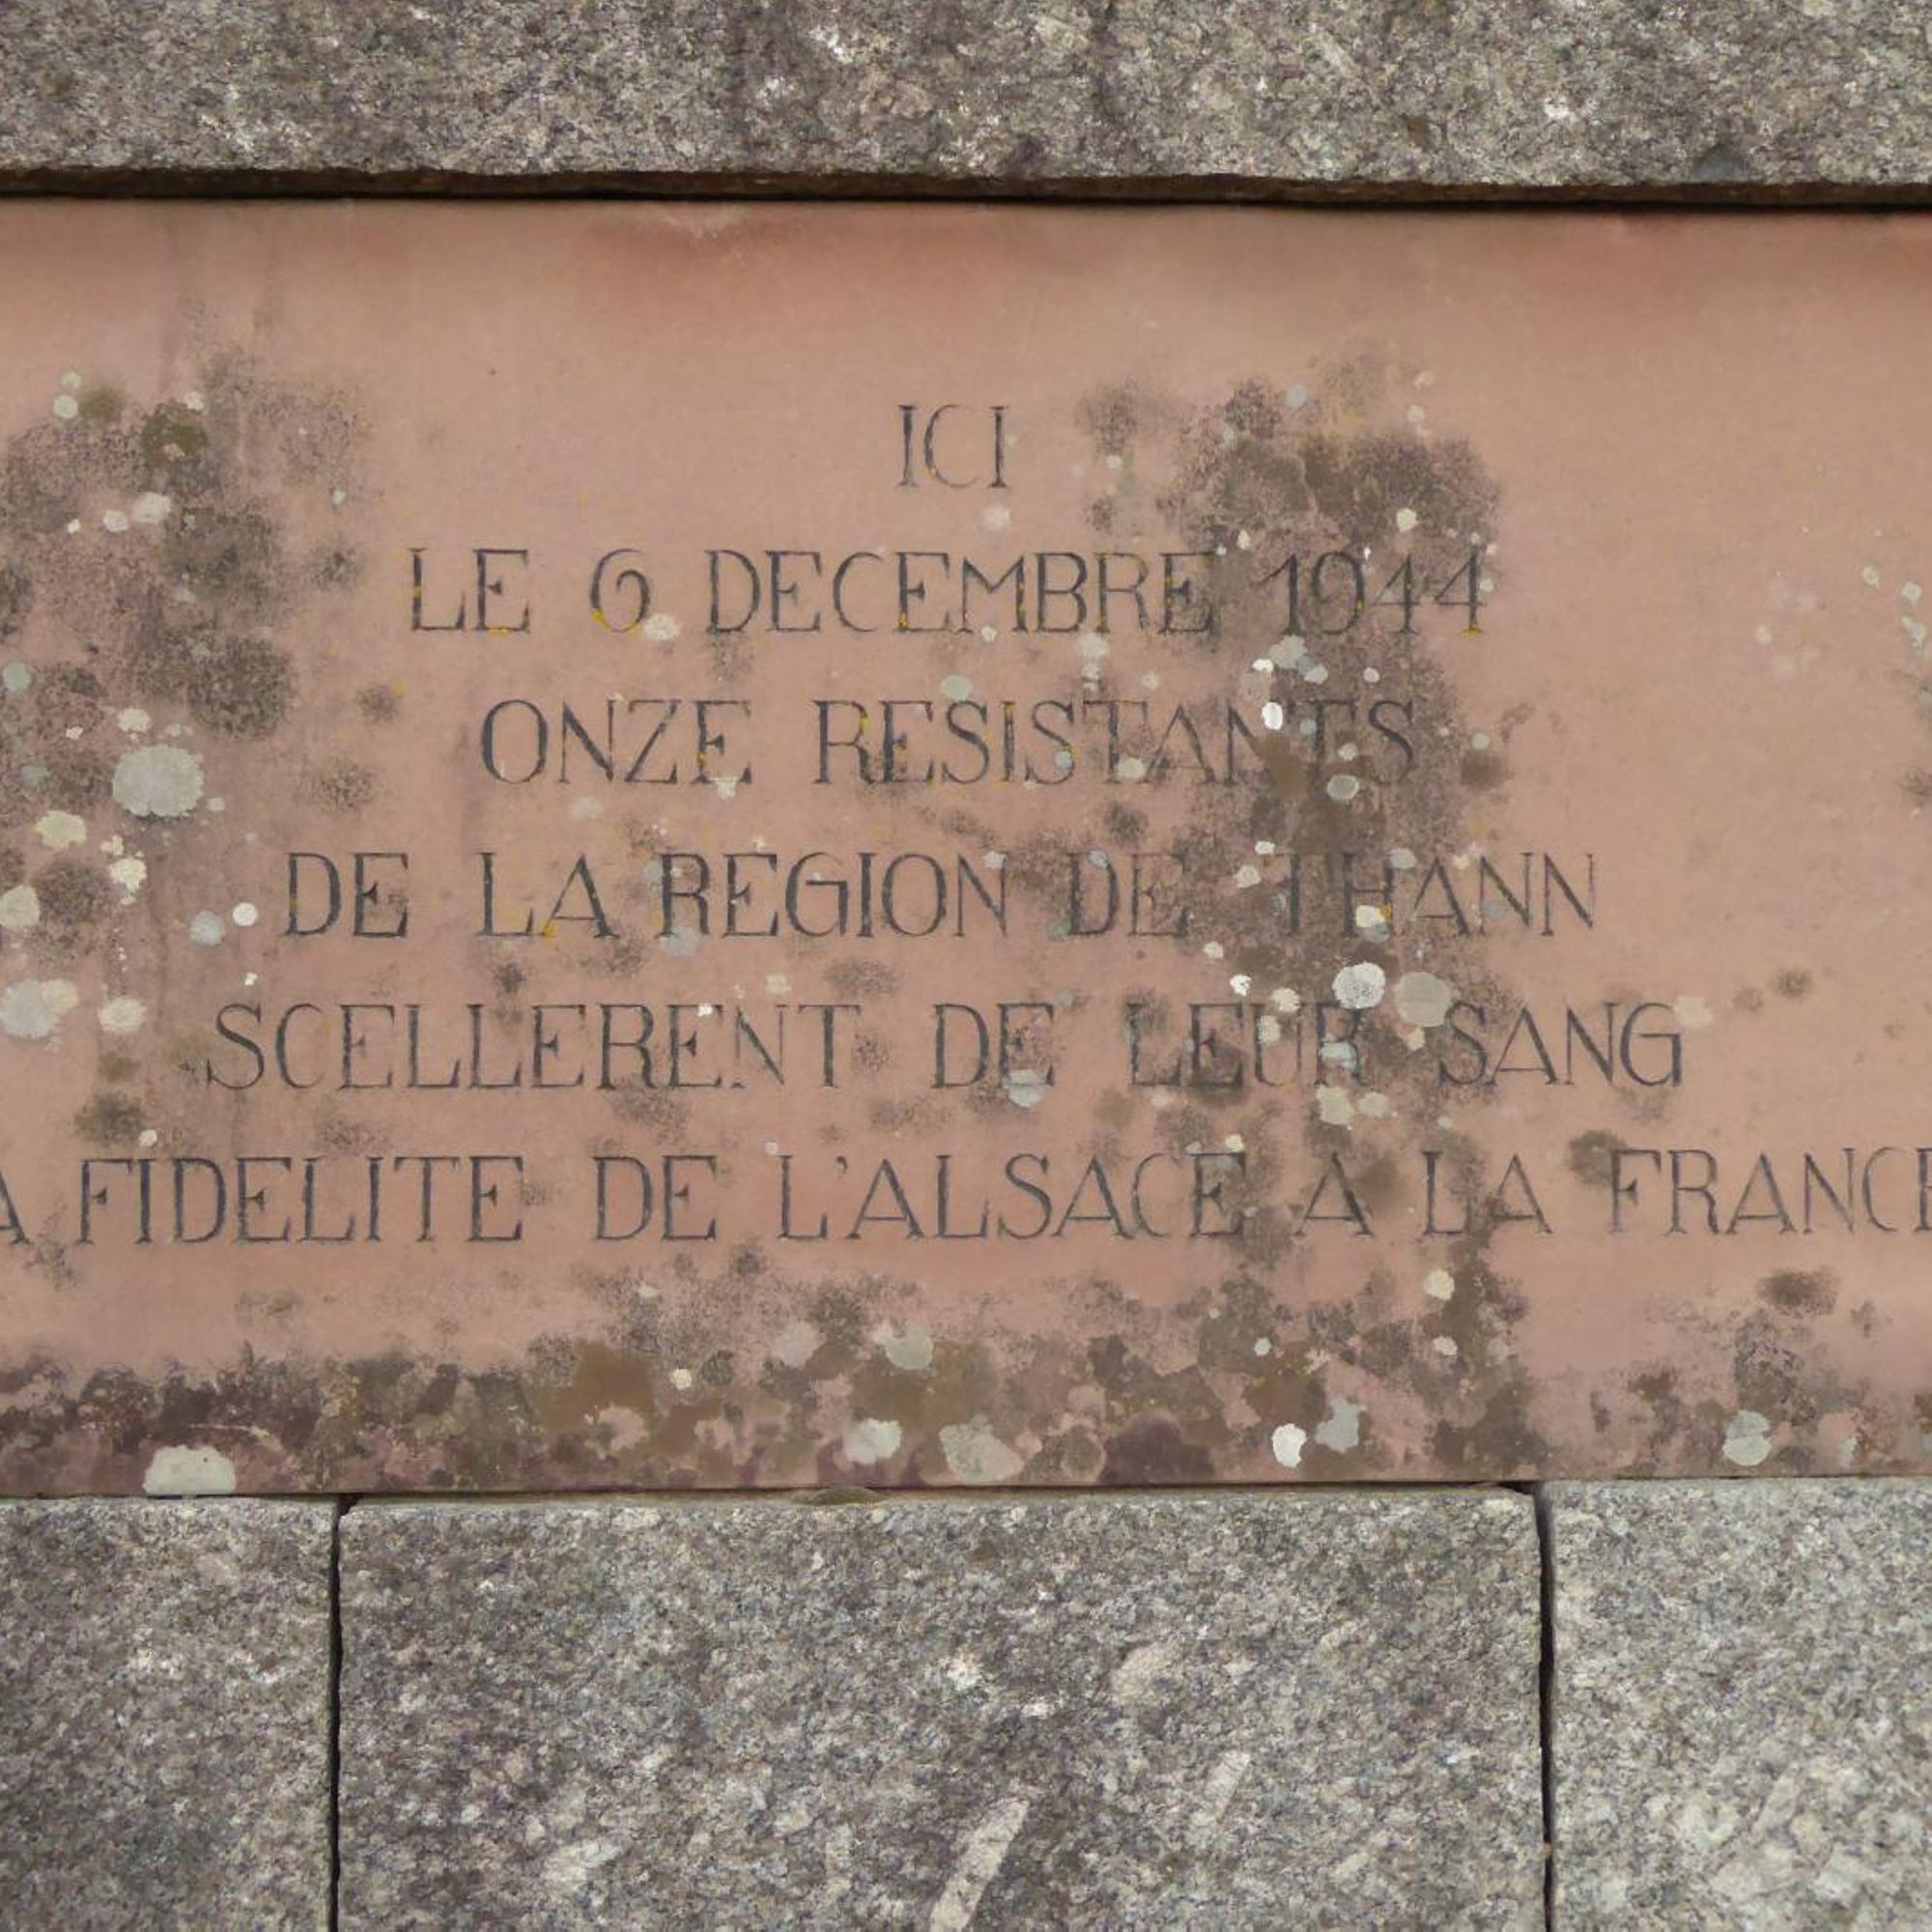 ICI
LE 6 DECEMBRE 1944
ONZE RESISTANTS
DE LA REGION DE THANN
SCELLERENT DE LEUR SANG
A FIDELITE DE L'ALSACE A LA FRANCE